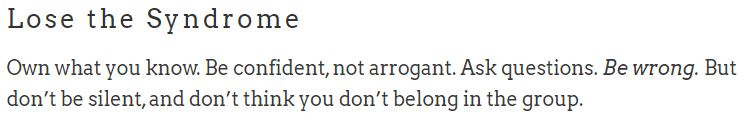 Lose the Syndrome
Own what you know. Be confident, not arrogant. Ask questions. Be wrong. But
don’t be silent, and don’t think you don’t belong in the group.